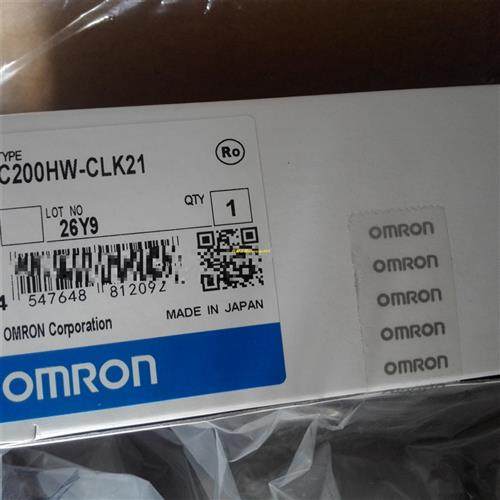 TYPE
C200HW-CLK21
Ro
LOT NO
26Y9
QTY
1
4 547648 812092
MADE IN JAPAN
OMRON Corporation
OMRON
OMRON
OMRON
OMRON
OMRON
OMRON
OMRON